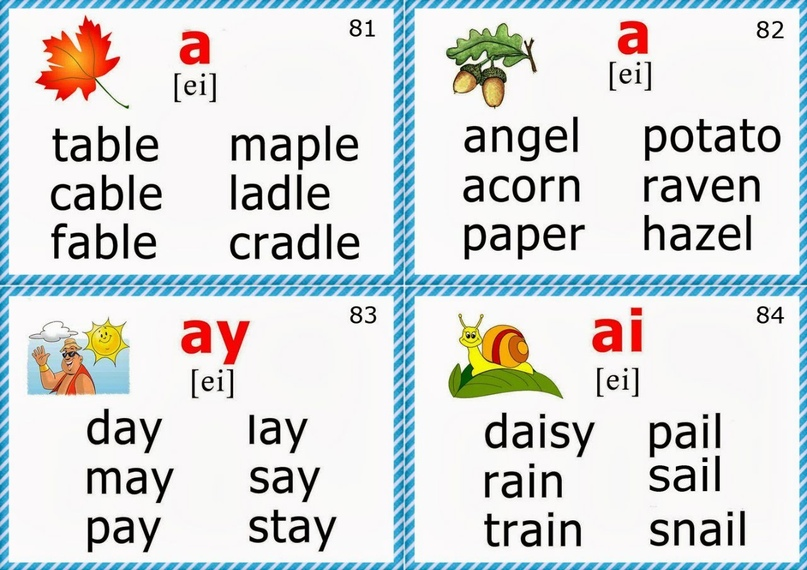 81
a
[ei]
table maple
cable ladle
fable cradle
82
a
[ei]
angel potato
acorn raven
paper hazel
83
ay
[ei]
day lay
may say
pay stay
84
ai
[ei]
daisy pail
rain sail
train snail